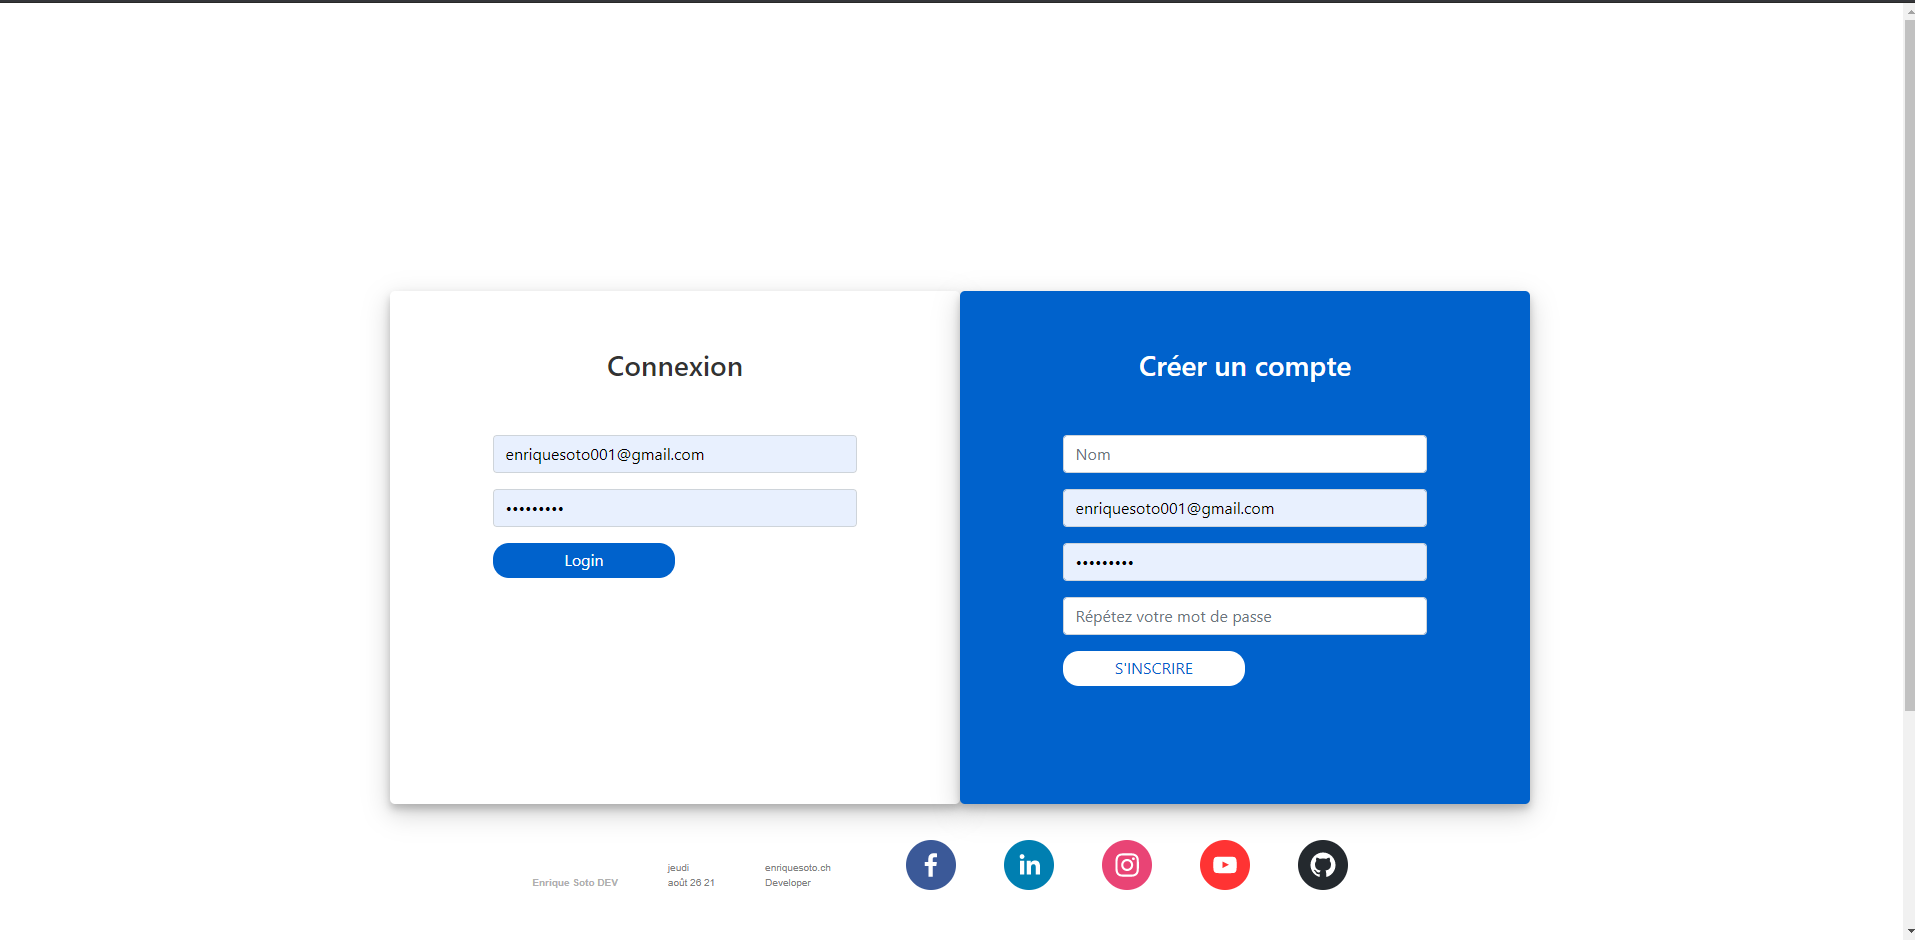 Connexion
enriquesoto001@gmail.com
•••••••••
Login
Créer un compte
Nom
enriquesoto001@gmail.com
•••••••••
Répétez votre mot de passe
S'INSCRIRE
Enrique Soto DEV
jeudi
août 26 21
enriquesoto.ch
Developer